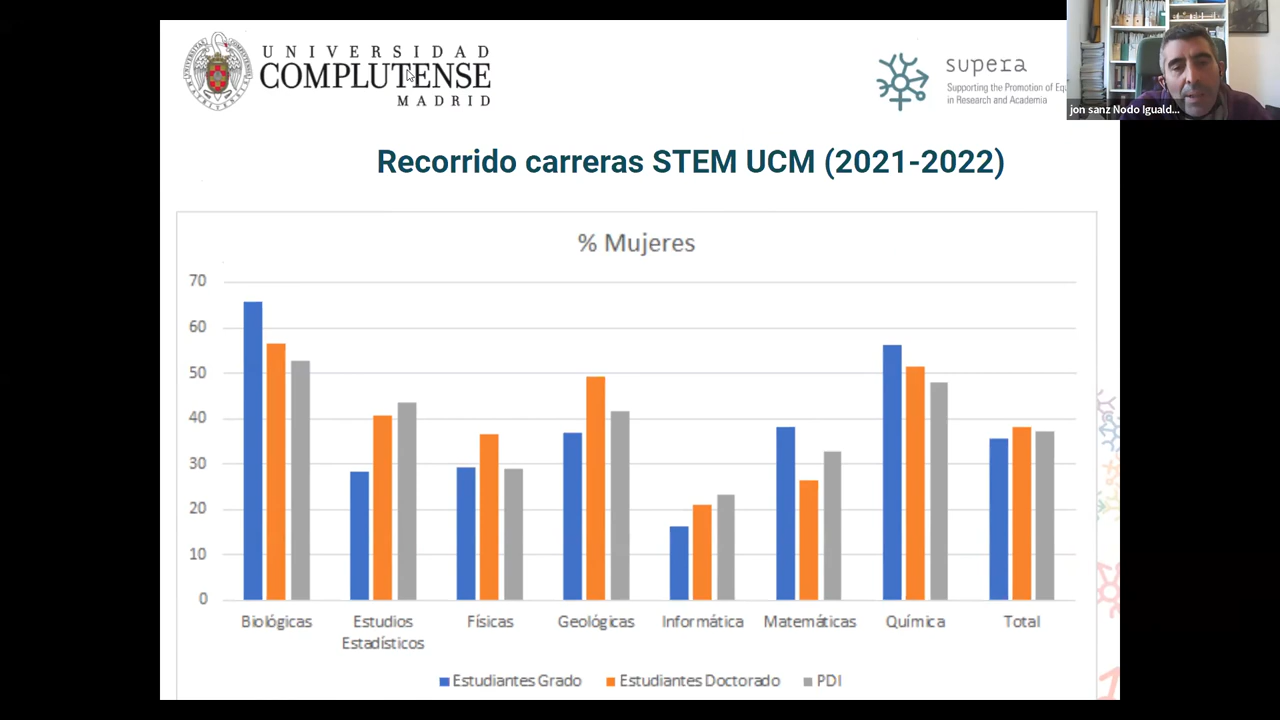 UNIVERSIDAD
COMPLUTENSE
MADRID
supera
Supporting the Promotion of Eq
in Research and Academia
jon sanz Nodo Iguald...
Recorrido carreras STEM UCM (2021-2022)
% Mujeres
70
60
50
40
30
20
10
0
Biológicas
Estudios
Estadísticos
Físicas
Geológicas
Informática
Matemáticas
Química
Total
Estudiantes Grado
Estudiantes Doctorado
PDI